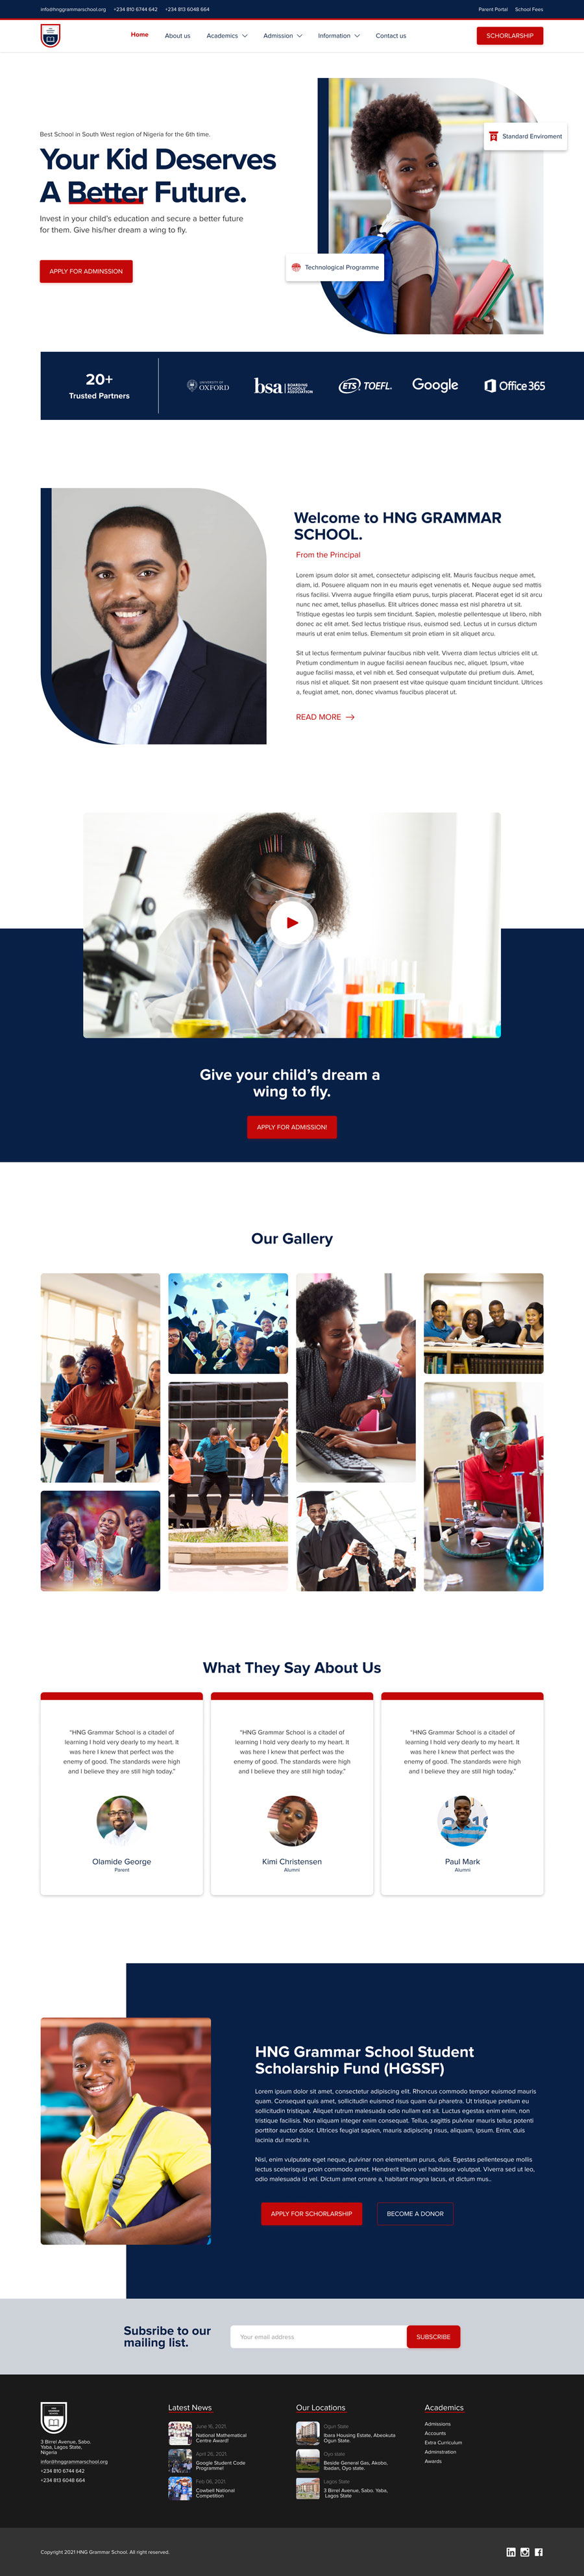 info@hnggrammarschool.org +234 810 6744 642 +234 813 6048 664 Parent Portal School Fees
Home About us Academics Admission Information Contact us SCHORLARSHIP
Best School in South West region of Nigeria for the 6th time.
Your Kid Deserves
A Better Future.
Invest in your child's education and secure a better future
for them. Give his/her dream a wing to fly.
APPLY FOR ADMINSSION
Standard Enviroment
Technological Programme
20+
Trusted Partners
UNIVERSITY OF
OXFORD
bsa BOARDING
SCHOOLS'
ASSOCIATION
ETS TOEFL.
Google
Office 365
Welcome to HNG GRAMMAR
SCHOOL.
From the Principal
Lorem ipsum dolor sit amet, consectetur adipiscing elit. Mauris faucibus neque amet,
diam, id. Posuere aliquam non in eu mauris eget venenatis et. Neque augue sed mattis
risus facilisi. Viverra augue fringilla etiam purus, turpis placerat. Placerat eget id sit arcu
nunc nec amet, tellus phasellus. Elit ultrices donec massa est nisl pharetra ut sit.
Tristique egestas leo turpis sem tincidunt. Sapien, molestie pellentesque ut libero, nibh
donec ac elit amet. Sed lectus tristique risus, euismod sed. Lectus ut in cursus dictum
mauris ut erat enim tellus. Elementum sit proin etiam in sit aliquet arcu.
Sit ut lectus fermentum pulvinar faucibus nibh velit. Viverra diam lectus ultricies elit ut.
Pretium condimentum in augue facilisi aenean faucibus nec, aliquet. Ipsum, vitae
augue facilisi massa, et vel nibh et. Sed consequat vulputate dui pretium duis. Amet,
risus nisl et aliquet. Sit non praesent est vitae quisque quam tincidunt tincidunt. Ultrices
a, feugiat amet, non, donec vivamus faucibus placerat ut.
READ MORE
Give your child's dream a
wing to fly.
APPLY FOR ADMISSION!
Our Gallery
What They Say About Us
"HNG Grammar School is a citadel of
learning I hold very dearly to my heart. It
was here I knew that perfect was the
enemy of good. The standards were high
and I believe they are still high today."
Olamide George
Parent
"HNG Grammar School is a citadel of
learning I hold very dearly to my heart. It
was here I knew that perfect was the
enemy of good. The standards were high
and I believe they are still high today."
Kimi Christensen
Alumni
"HNG Grammar School is a citadel of
learning I hold very dearly to my heart. It
was here I knew that perfect was the
enemy of good. The standards were high
and I believe they are still high today."
Paul Mark
Alumni
HNG Grammar School Student
Scholarship Fund (HGSSF)
Lorem ipsum dolor sit amet, consectetur adipiscing elit. Rhoncus commodo tempor euismod mauris
quam. Consequat quis amet, sollicitudin euismod risus quam dui pharetra. Ut tristique pretium eu
sollicitudin tristique. Aliquet rutrum malesuada odio nullam est sit. Luctus egestas enim enim, non
tristique facilisis. Non aliquam integer enim consequat. Tellus, sagittis pulvinar mauris tellus potenti
porttitor auctor dolor. Ultrices feugiat interdum quis, mauris adipiscing risus, aliquam, ipsum. Enim, duis
lacinia dui morbi in.
Nisl, enim vulputate eget neque, pulvinar non elementum purus, duis. Egestas pellentesque mollis
lectus scelerisque proin commodo amet. Hendrerit libero vel habitasse volutpat. Viverra sed ut leo,
odio malesuada id vel. Dictum amet ornare a, habitant magna lacus, et dictum mus..
APPLY FOR SCHORLARSHIP BECOME A DONOR
Subsribe to our
mailing list.
Your email address
SUBSCRIBE
3 Birrel Avenue, Sabo.
Yaba, Lagos State,
Nigeria
info@hnggrammarschool.org
+234 810 6744 642
+234 813 6048 664
Latest News
June 16, 2021.
National Mathematical
Centre Award!
April 26, 2021.
Google Student Code
Programme!
Feb 06, 2021
Cowbell National
Competition
Our Locations
Ogun State
Ibara Housing Estate, Abeokuta
Ogun State.
Oyo state
Beside General Gas, Akobo,
Ibadan, Oyo state.
Lagos State
3 Birrel Avenue, Sabo. Yaba,
Lagos State
Academics
Admissions
Accounts
Extra Curriculum
Adminstration
Awards
Copyright 2021 HNG Grammar School. All right reserved.